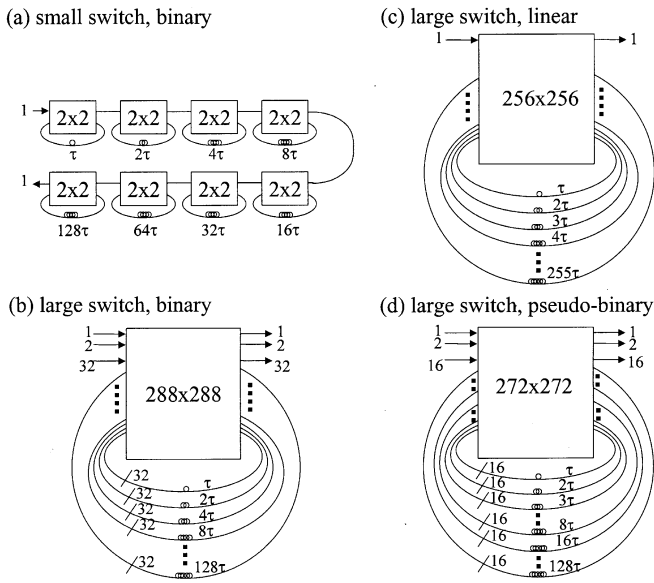 (a) small switch, binary
1
2x2 2x2 2x2 2x2
τ 2τ 4τ 8τ
1
2x2 2x2 2x2 2x2
128τ 64τ 32τ 16τ
(b) large switch, binary
1 1
2 2
32 32
288x288
32 τ
32 2τ
32 4τ
32 8τ
32 128τ
(c) large switch, linear
1 1
256x256
τ
2τ
3τ
4τ
255τ
(d) large switch, pseudo-binary
1 1
2 2
16 16
272x272
16 τ
16 2τ
16 3τ
16 8τ
16 16τ
16 128τ